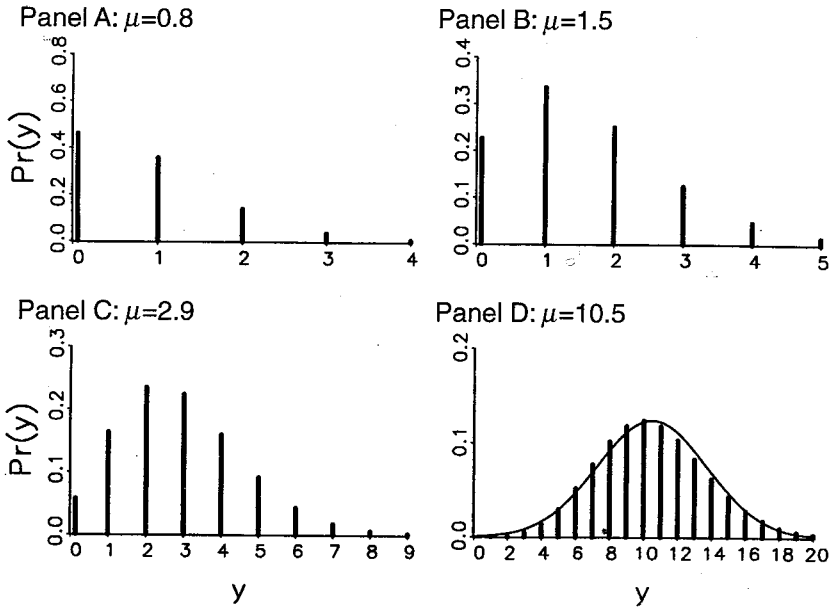 Panel A: μ=0.8
Pr(y)
0.8
0.6
0.4
0.2
0.0
0 1 2 3 4
Panel B: μ=1.5
0.4
0.3
0.2
0.1
0.0
0 1 2 3 4 5
Panel C: μ=2.9
Pr(y)
0.3
0.2
0.1
0.0
0 1 2 3 4 5 6 7 8 9
y
Panel D: μ=10.5
0.2
0.1
0.0
0 2 4 6 8 10 12 14 16 18 20
y